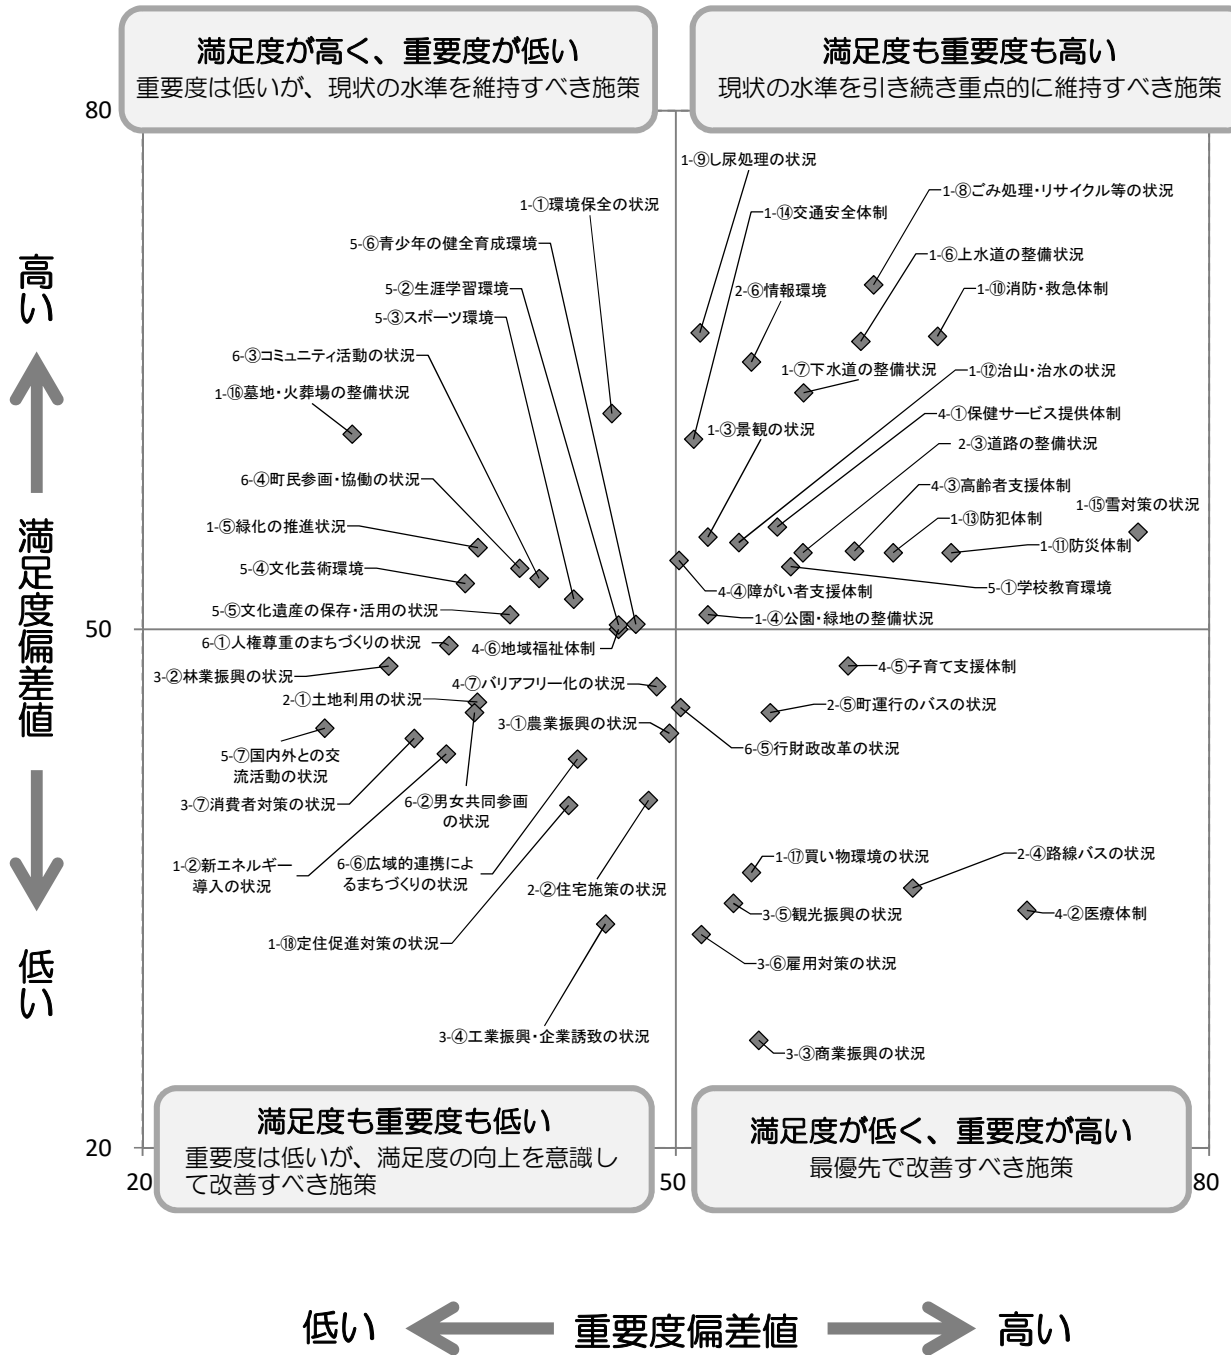 満足度が高く、重要度が低い
重要度は低いが、現状の水準を維持すべき施策
満足度も重要度も高い
現状の水準を引き続き重点的に維持すべき施策
80
1-⑨し尿処理の状況
1-⑧ごみ処理・リサイクル等の状況
1-①環境保全の状況
1-⑭交通安全体制
5-⑥青少年の健全育成環境
1-⑥上水道の整備状況
5-②生涯学習環境
2-⑥情報環境
1-⑩消防・救急体制
5-③スポーツ環境
6-③コミュニティ活動の状況
1-⑦下水道の整備状況
1-⑫治山・治水の状況
1-⑯墓地・火葬場の整備状況
4-①保健サービス提供体制
1-③景観の状況
2-③道路の整備状況
6-④町民参画・協働の状況
4-③高齢者支援体制
1-⑮雪対策の状況
1-⑤緑化の推進状況
1-⑬防犯体制
1-⑪防災体制
5-④文化芸術環境
4-④障がい者支援体制
5-①学校教育環境
5-⑤文化遺産の保存・活用の状況
1-④公園・緑地の整備状況
50
6-①人権尊重のまちづくりの状況
4-⑥地域福祉体制
3-②林業振興の状況
4-⑦バリアフリー化の状況
4-⑤子育て支援体制
2-①土地利用の状況
2-⑤町運行のバスの状況
3-①農業振興の状況
6-⑤行財政改革の状況
5-⑦国内外との交
流活動の状況
3-⑦消費者対策の状況
6-②男女共同参画
の状況
1-②新エネルギー
導入の状況
6-⑥広域的連携によ
るまちづくりの状況
2-②住宅施策の状況
1-⑰買い物環境の状況
2-④路線バスの状況
3-⑤観光振興の状況
4-②医療体制
1-⑱定住促進対策の状況
3-⑥雇用対策の状況
3-④工業振興・企業誘致の状況
3-③商業振興の状況
満足度も重要度も低い
重要度は低いが、満足度の向上を意識し
て改善すべき施策
満足度が低く、重要度が高い
最優先で改善すべき施策
20
20
50
80
高い
満足度偏差値
低い
低い
重要度偏差値
高い